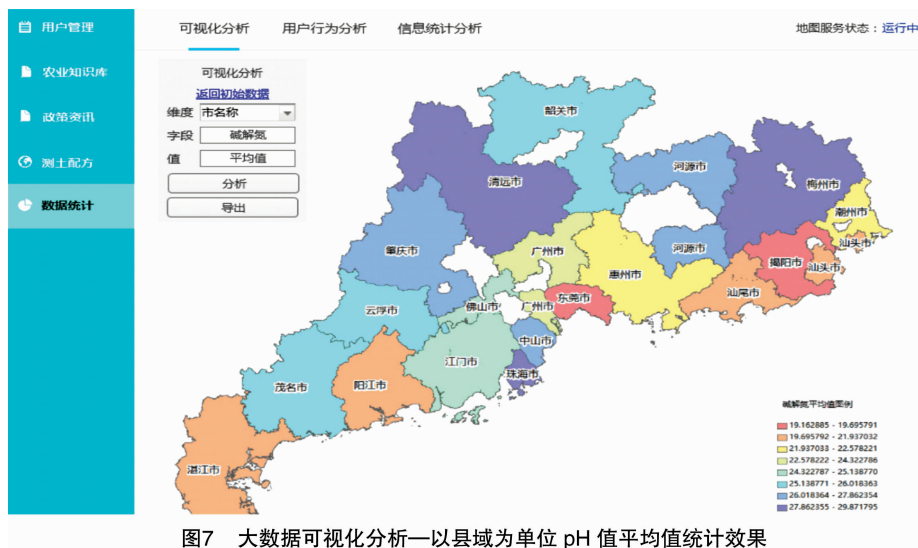 用户管理
农业知识库
政策资讯
测土配方
数据统计
可视化分析 用户行为分析 信息统计分析 地图服务状态：运行中
可视化分析
返回初始数据
维度 市名称
字段 碱解氮
值 平均值
分析
导出
韶关市
清远市
河源市
梅州市
潮州市
汕头市
肇庆市
广州市
惠州市
河源市
揭阳市
汕头市
云浮市
佛山市
广州市
东莞市
汕尾市
中山市
江门市
珠海市
茂名市
阳江市
湛江市
碱解氮平均值图例
19.162885 - 19.695791
19.695792 - 21.937032
21.937033 - 22.578221
22.578222 - 24.322786
24.322787 - 25.138770
25.138771 - 26.018363
26.018364 - 27.862354
27.862355 - 29.871795
图7 大数据可视化分析—以县域为单位 pH 值平均值统计效果